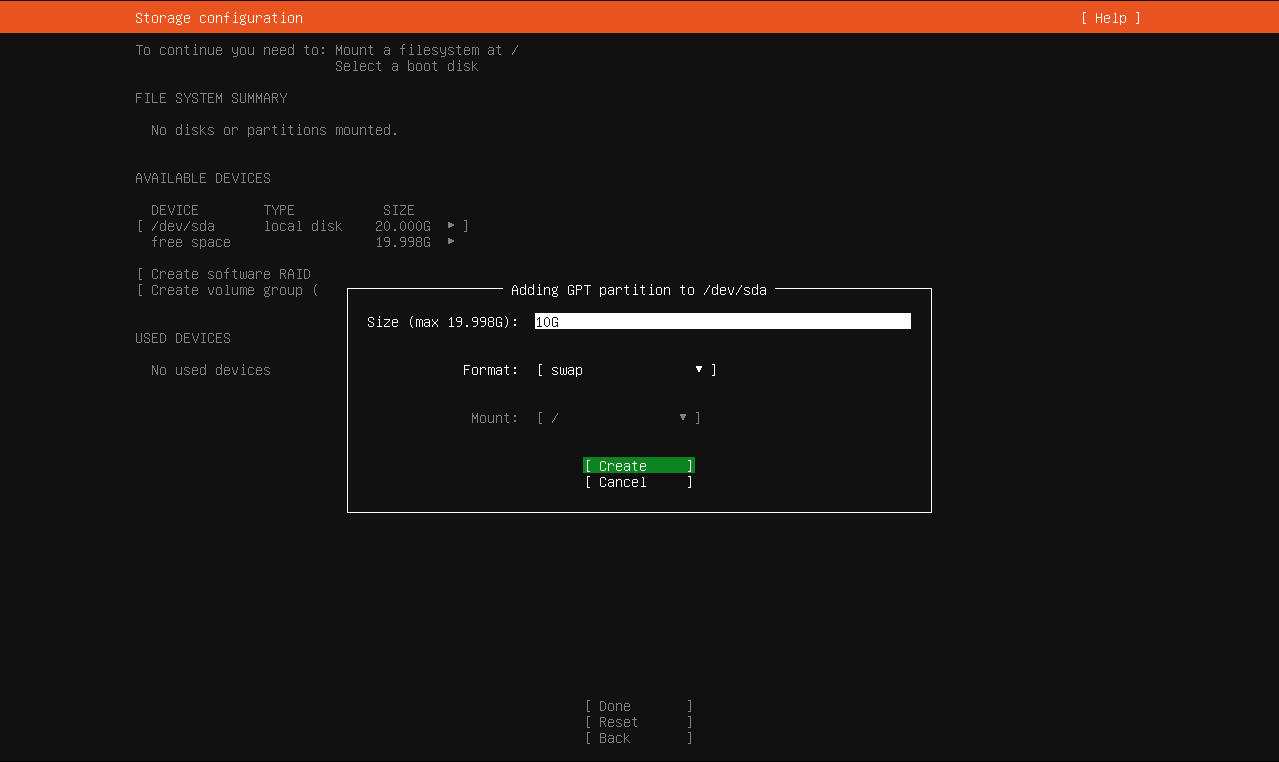 Storage configuration [ Help ]
To continue you need to: Mount a filesystem at /
Select a boot disk
FILE SYSTEM SUMMARY
No disks or partitions mounted.
AVAILABLE DEVICES
DEVICE TYPE SIZE
[ /dev/sda local disk 20.000G ▶ ]
free space 19.998G ▶
[ Create software RAID
[ Create volume group (
Adding GPT partition to /dev/sda
Size (max 19.998G): 10G
USED DEVICES
No used devices
Format: [ swap ▼ ]
Mount: [ / ▼ ]
[ Create ]
[ Cancel ]
[ Done ]
[ Reset ]
[ Back ]